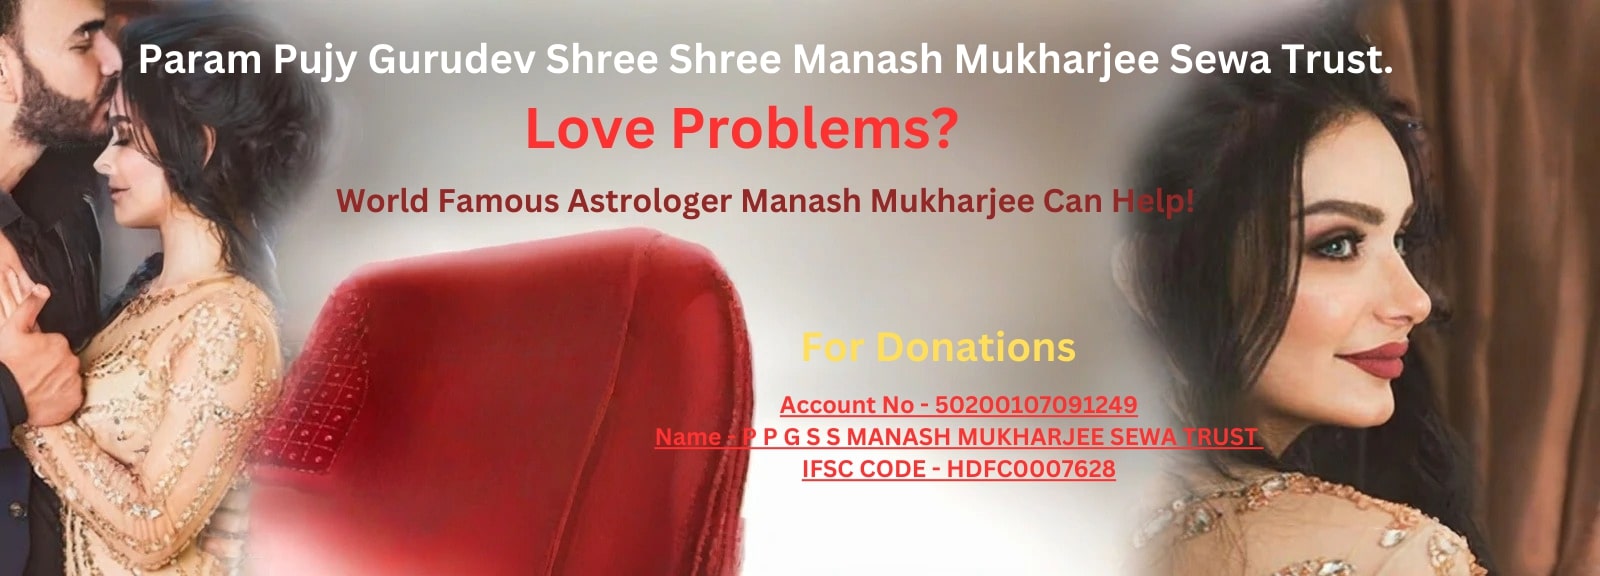 Param Pujy Gurudev Shree Shree Manash Mukharjee Sewa Trust.
Love Problems?
World Famous Astrologer Manash Mukharjee Can Help!
For Donations
Account No - 50200107091249
Name - P P G S S MANASH MUKHARJEE SEWA TRUST
IFSC CODE - HDFC0007628